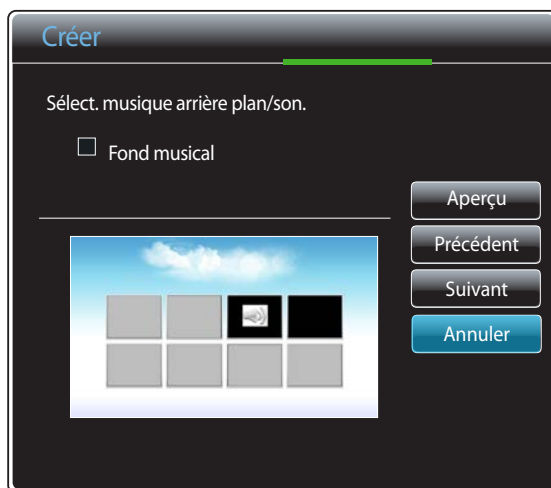 Créer
Sélect. musique arrière plan/son.
Fond musical
Aperçu
Précédent
Suivant
Annuler